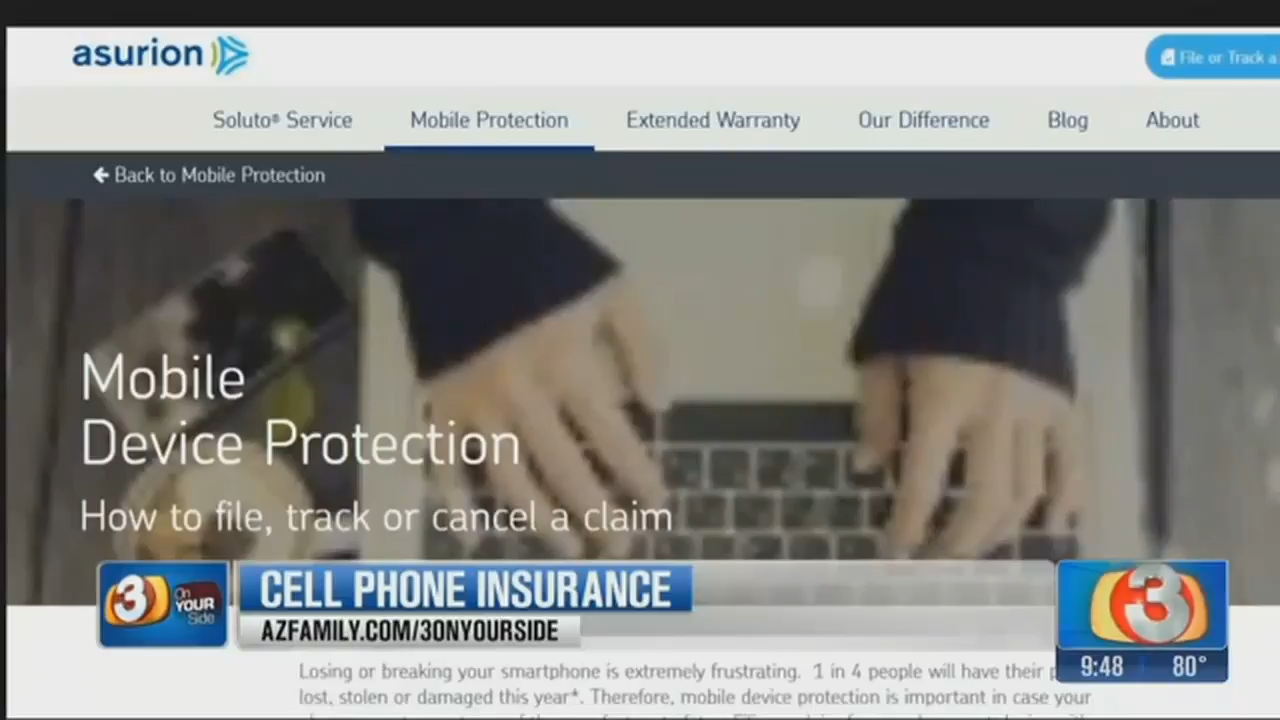 asurion
File or Track a
Soluto® Service Mobile Protection Extended Warranty Our Difference Blog About
Back to Mobile Protection
Mobile
Device Protection
How to file, track or cancel a claim
3 On YOUR Side
CELL PHONE INSURANCE
AZFAMILY.COM/3ONYOURSIDE
3
9:48 80°
Losing or breaking your smartphone is extremely frustrating. 1 in 4 people will have their
lost, stolen or damaged this year*. Therefore, mobile device protection is important in case your